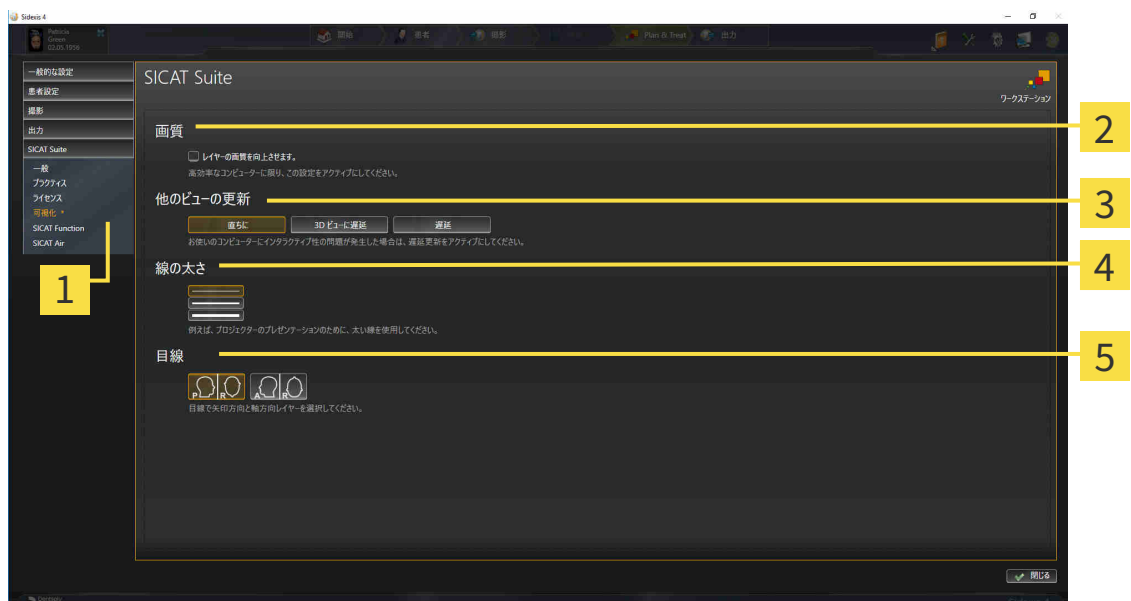 Sidexis 4
Patricia
Green
02.05.1956
開始
患者
撮影
Plan & Treat
出力
一般的な設定
患者設定
撮影
出力
SICAT Suite
一般
プラクティス
ライセンス
可視化
SICAT Function
SICAT Air
1
SICAT Suite
ワークステーション
画質
2
レイヤーの画質を向上させます。
高効率なコンピューターに限り、この設定をアクティブにしてください。
他のビューの更新
3
直ちに
3D ビューに遅延
遅延
お使いのコンピューターにインタラクティブ性の問題が発生した場合は、遅延更新をアクティブにしてください。
線の太さ
4
例えば、プロジェクターのプレゼンテーションのために、太い線を使用してください。
目線
5
P R A R
目線で矢印方向と軸方向レイヤーを選択してください。
閉じる